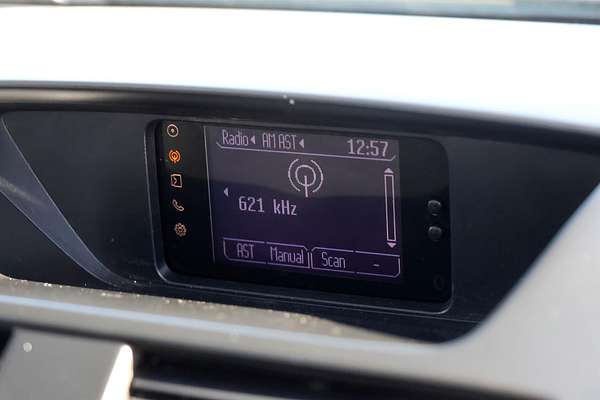 Radio AM AST 12:57
621 kHz
AST Manual Scan -